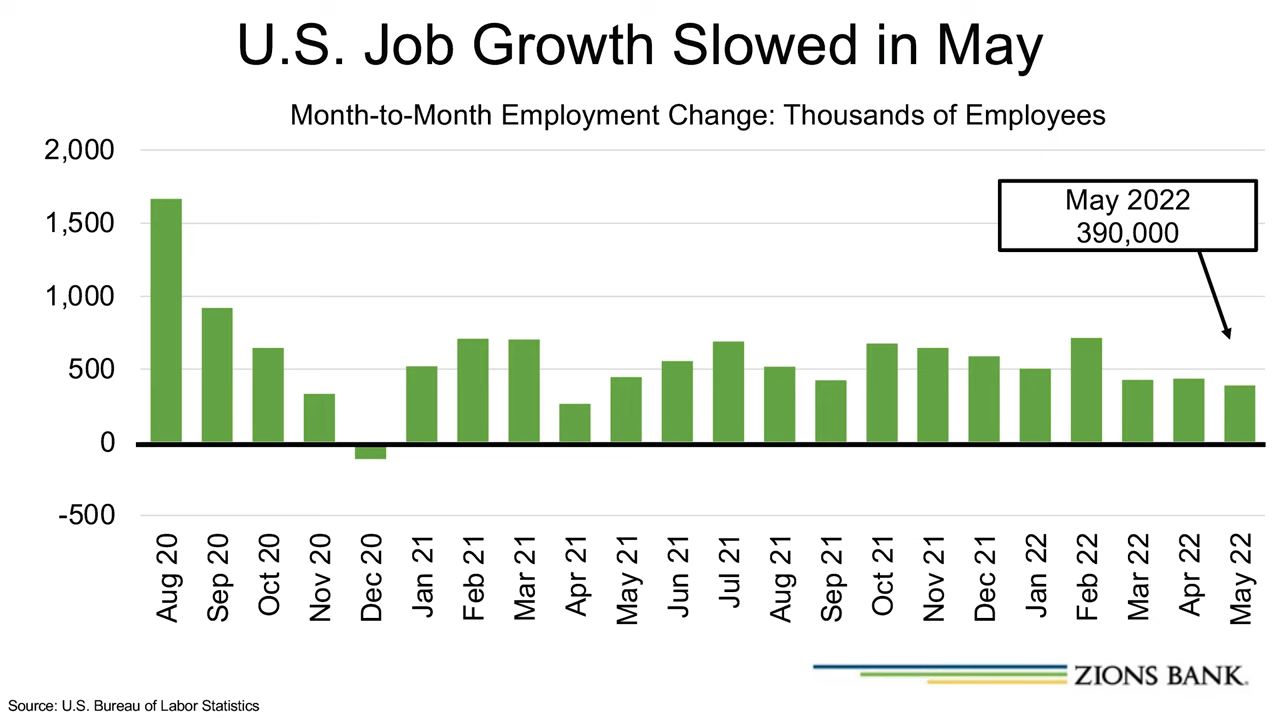 U.S. Job Growth Slowed in May
Month-to-Month Employment Change: Thousands of Employees
2,000
1,500
1,000
500
0
-500
May 2022
390,000
Aug 20
Sep 20
Oct 20
Nov 20
Dec 20
Jan 21
Feb 21
Mar 21
Apr 21
May 21
Jun 21
Jul 21
Aug 21
Sep 21
Oct 21
Nov 21
Dec 21
Jan 22
Feb 22
Mar 22
Apr 22
May 22
ZIONS BANK.
Source: U.S. Bureau of Labor Statistics